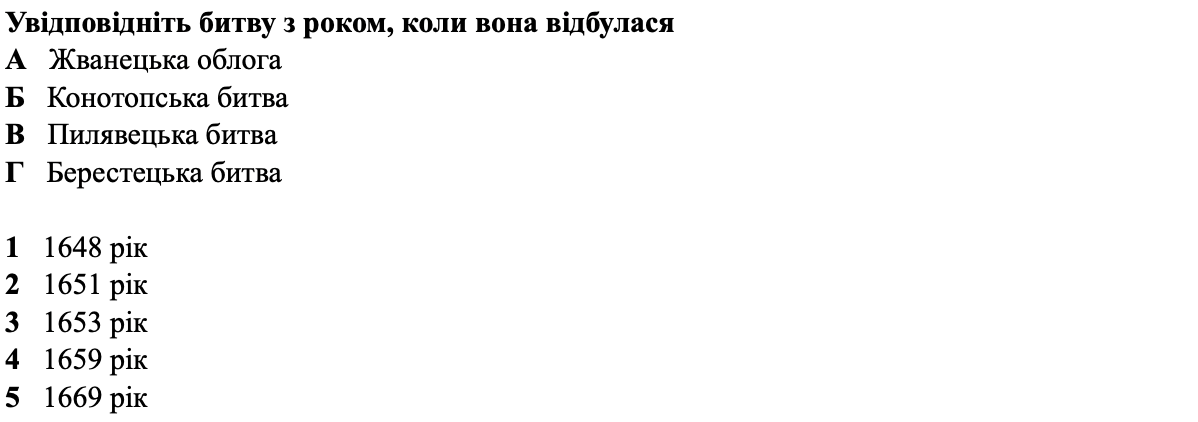 Увідповідніть битву з роком, коли вона відбулася
А Жванецька облога
Б Конотопська битва
В Пилявецька битва
Г Берестецька битва
1 1648 рік
2 1651 рік
3 1653 рік
4 1659 рік
5 1669 рік